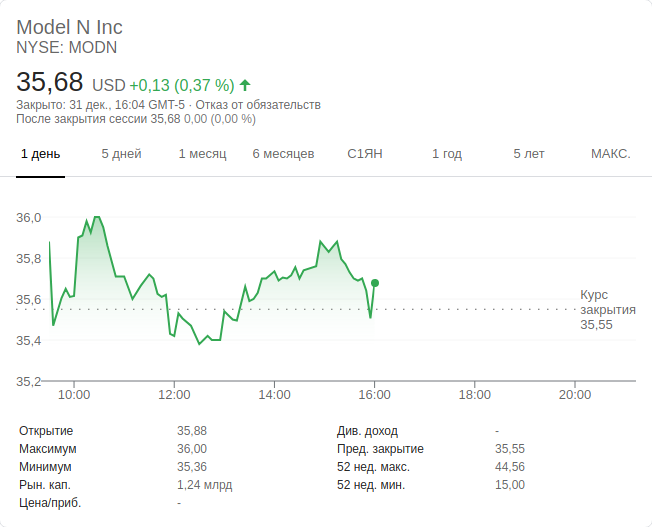 Model N Inc
NYSE: MODN
35,68 USD +0,13 (0,37 %)
Закрыто: 31 дек., 16:04 GMT-5 · Отказ от обязательств
После закрытия сессии 35,68 0,00 (0,00 %)
1 день 5 дней 1 месяц 6 месяцев С1ЯН 1 год 5 лет МАКС.
36,0
35,8
35,6
35,4
35,2
Курс
закрытия
35,55
10:00 12:00 14:00 16:00 18:00 20:00
Открытие 35,88 Див. доход -
Максимум 36,00 Пред. закрытие 35,55
Минимум 35,36 52 нед. макс. 44,56
Рын. кап. 1,24 млрд 52 нед. мин. 15,00
Цена/приб. -